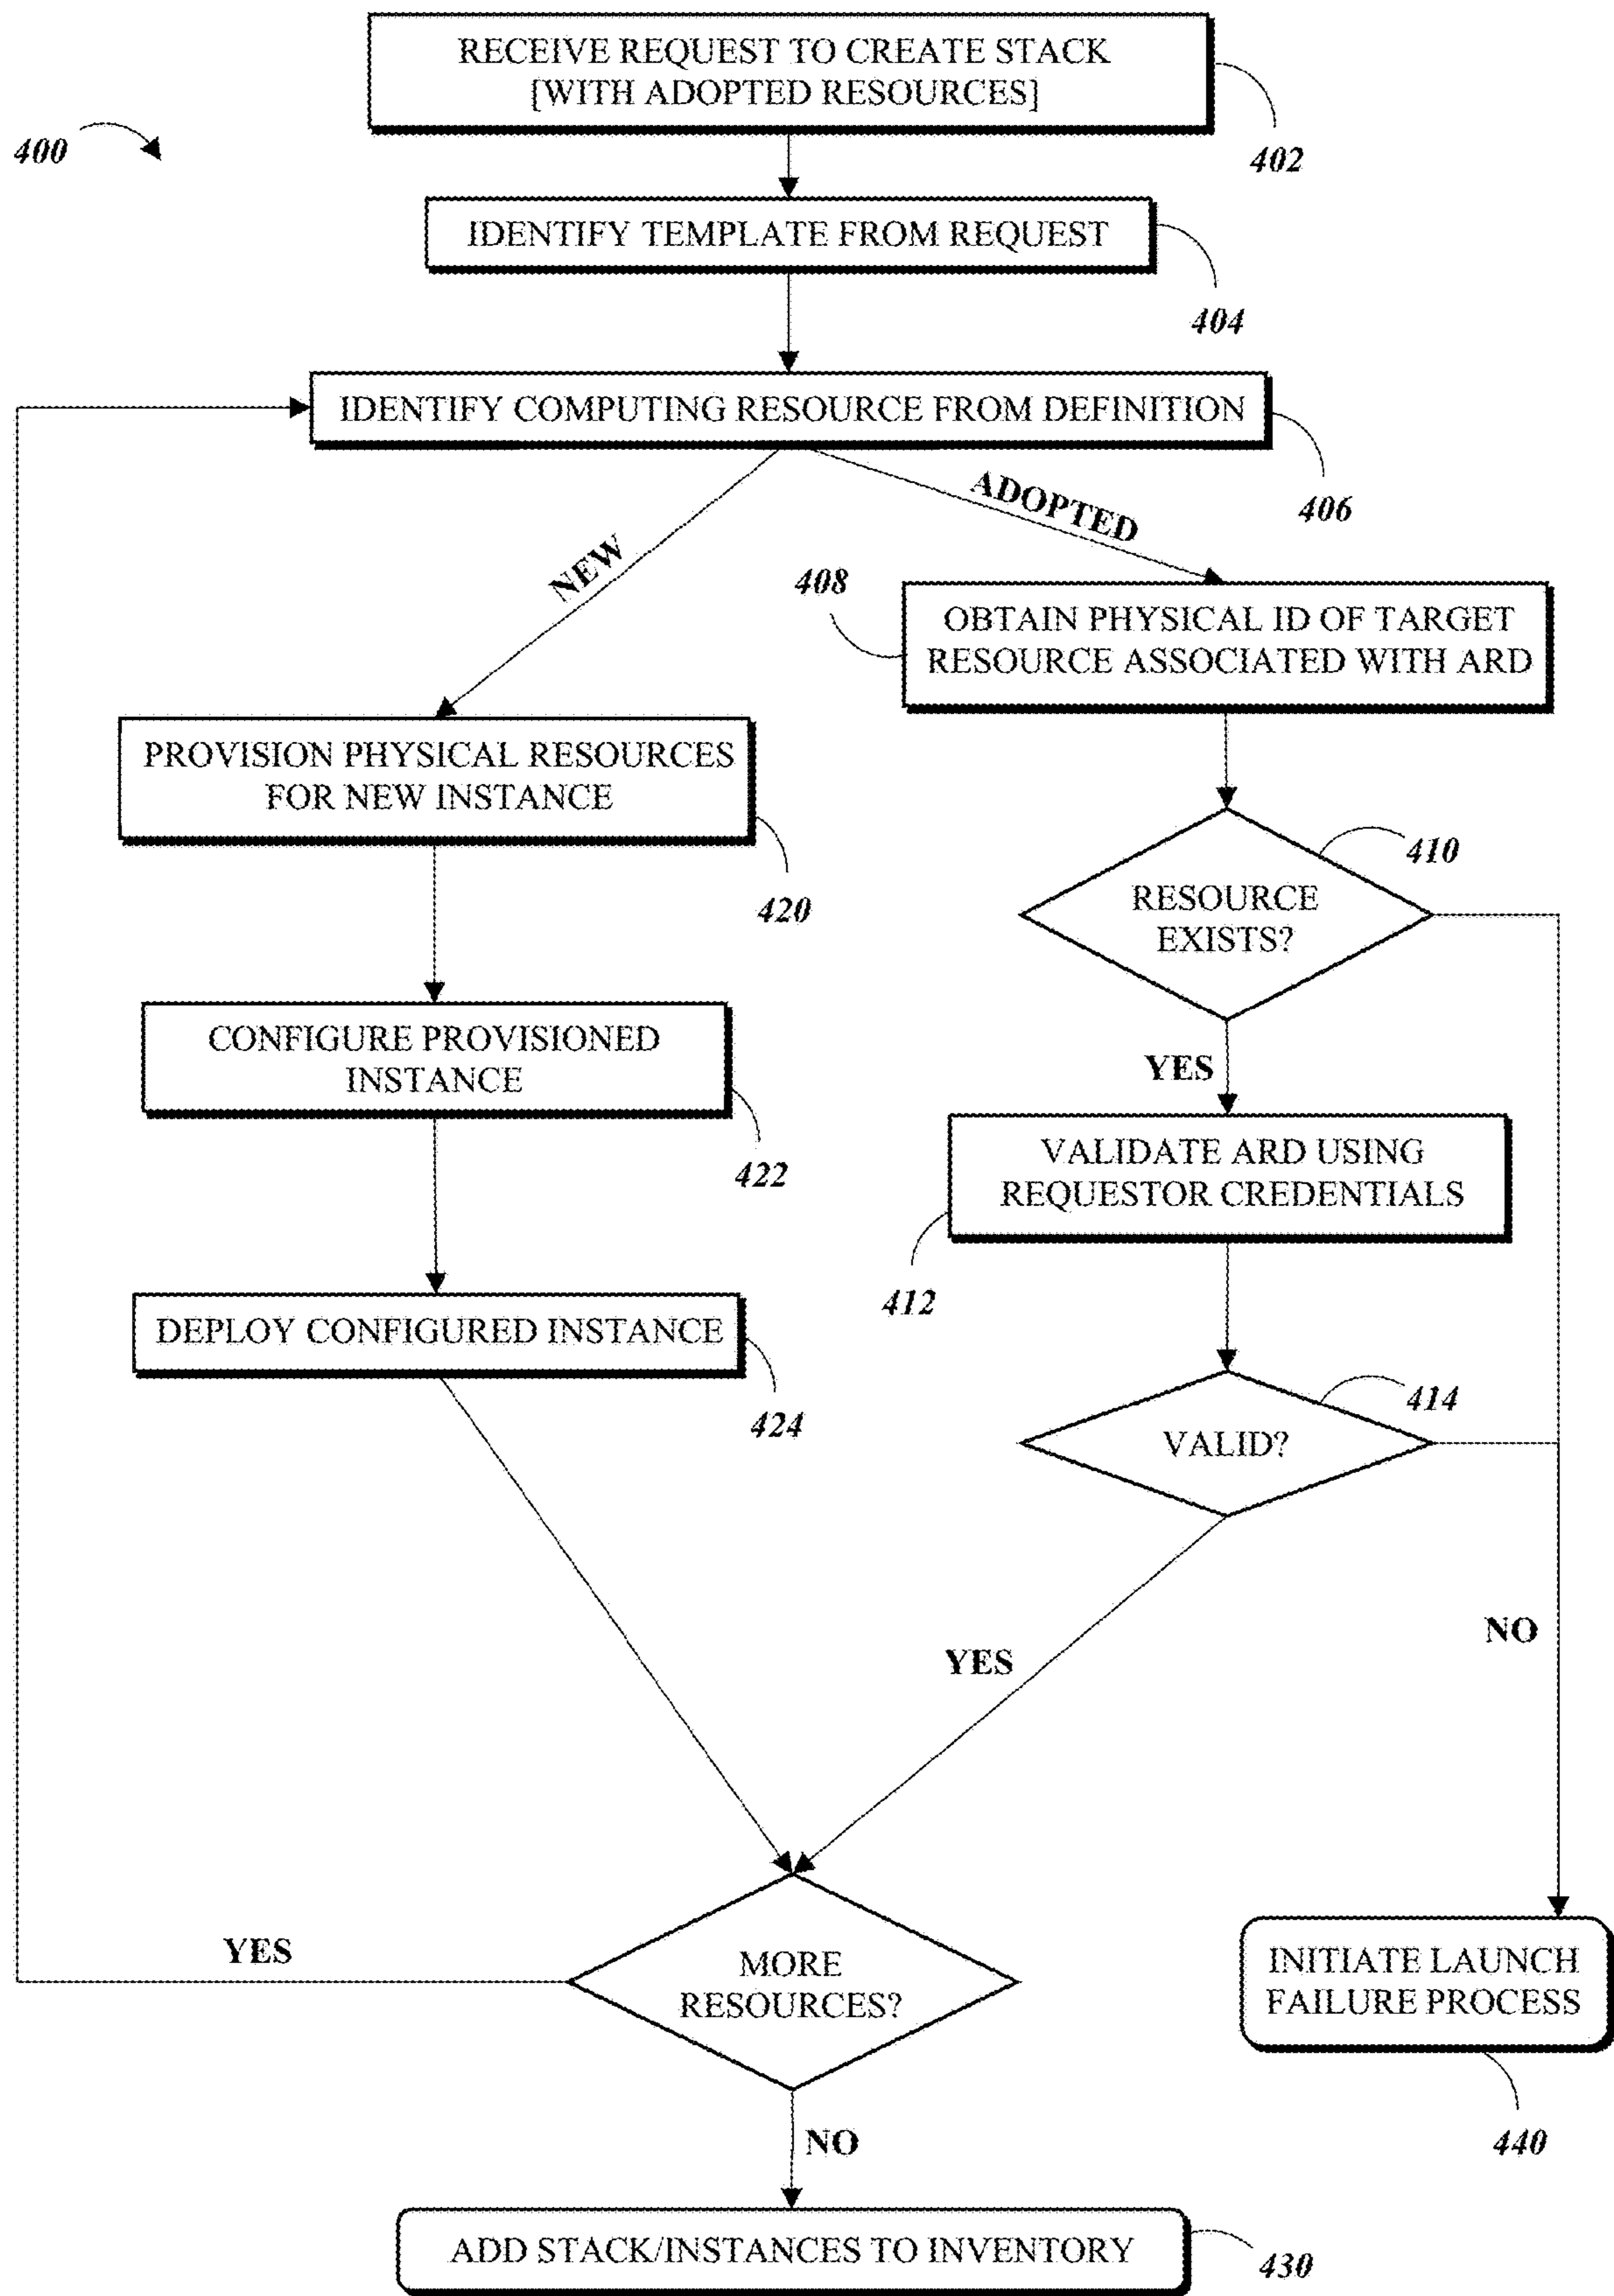 RECEIVE REQUEST TO CREATE STACK
[WITH ADOPTED RESOURCES]
400
402
IDENTIFY TEMPLATE FROM REQUEST
404
IDENTIFY COMPUTING RESOURCE FROM DEFINITION
406
NEW
ADOPTED
408
OBTAIN PHYSICAL ID OF TARGET
RESOURCE ASSOCIATED WITH ARD
PROVISION PHYSICAL RESOURCES
FOR NEW INSTANCE
420
410
RESOURCE
EXISTS?
YES
CONFIGURE PROVISIONED
INSTANCE
422
VALIDATE ARD USING
REQUESTOR CREDENTIALS
412
DEPLOY CONFIGURED INSTANCE
424
414
VALID?
YES
NO
MORE
RESOURCES?
YES
NO
INITIATE LAUNCH
FAILURE PROCESS
440
ADD STACK/INSTANCES TO INVENTORY
430